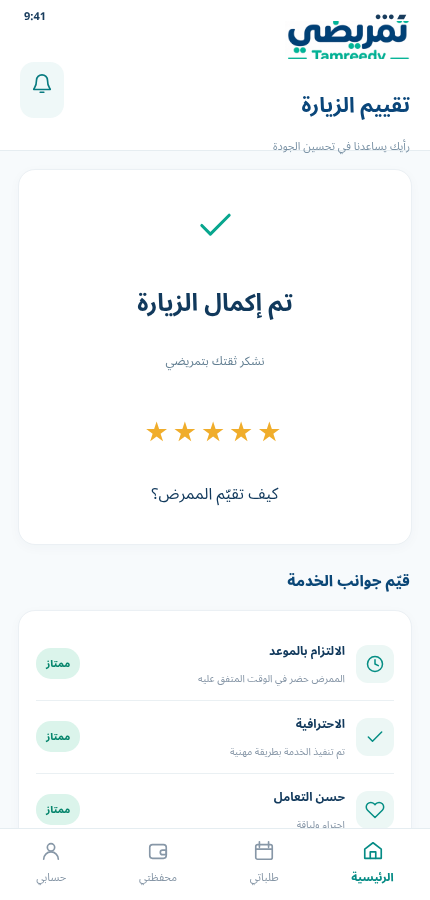 9:41
تمريضي
Tamreedy
تقييم الزيارة
رأيك يساعدنا في تحسين الجودة
تم إكمال الزيارة
نشكر ثقتك بتمريضي
كيف تقيّم الممرض؟
قيّم جوانب الخدمة
الالتزام بالموعد
الممرض حضر في الوقت المتفق عليه
ممتاز
الاحترافية
تم تنفيذ الخدمة بطريقة مهنية
ممتاز
حسن التعامل
احترام ولباقة
ممتاز
الرئيسية
طلباتي
محفظتي
حسابي